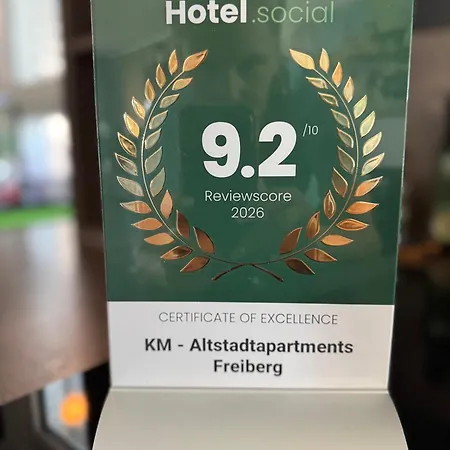 Hotel.social
9.2/10
Reviewscore
2026
CERTIFICATE OF EXCELLENCE
KM - Altstadtapartments
Freiberg